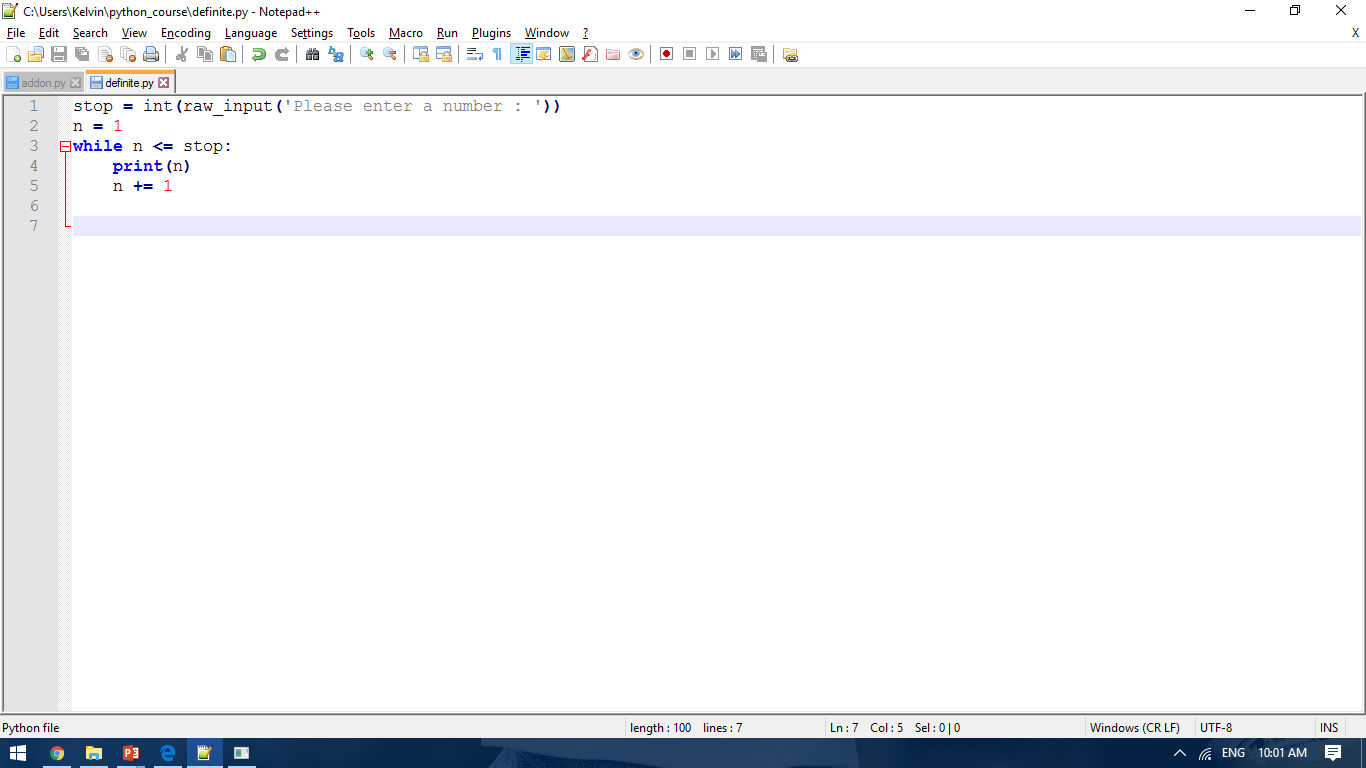 C:\Users\Kelvin\python_course\definite.py - Notepad++
File Edit Search View Encoding Language Settings Tools Macro Run Plugins Window ? X
addon.py definite.py
1 stop = int(raw_input('Please enter a number : '))
2 n = 1
3 while n <= stop:
4     print(n)
5     n += 1
6
7
Python file length : 100 lines : 7 Ln : 7 Col : 5 Sel : 0 | 0 Windows (CR LF) UTF-8 INS
ENG 10:01 AM